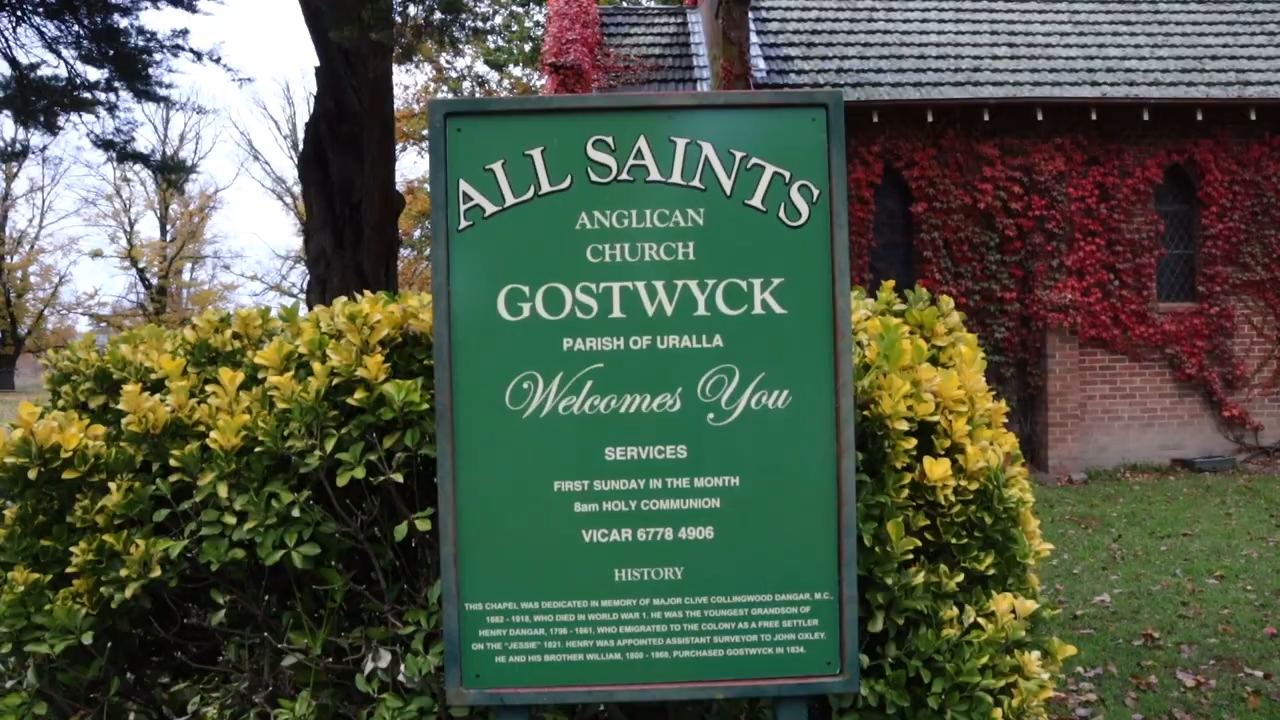 ALL SAINTS
ANGLICAN
CHURCH
GOSTWYCK
PARISH OF URALLA
Welcomes You
SERVICES
FIRST SUNDAY IN THE MONTH
8am HOLY COMMUNION
VICAR 6778 4906
HISTORY
THIS CHAPEL WAS DEDICATED IN MEMORY OF MAJOR CLIVE COLLINGWOOD DANGAR, M.C.,
1882 - 1918, WHO DIED IN WORLD WAR 1. HE WAS THE YOUNGEST GRANDSON OF
HENRY DANGAR, 1796 - 1861, WHO EMIGRATED TO THE COLONY AS A FREE SETTLER
ON THE "JESSIE" 1821. HENRY WAS APPOINTED ASSISTANT SURVEYOR TO JOHN OXLEY.
HE AND HIS BROTHER WILLIAM, 1800 - 1868, PURCHASED GOSTWYCK IN 1834.